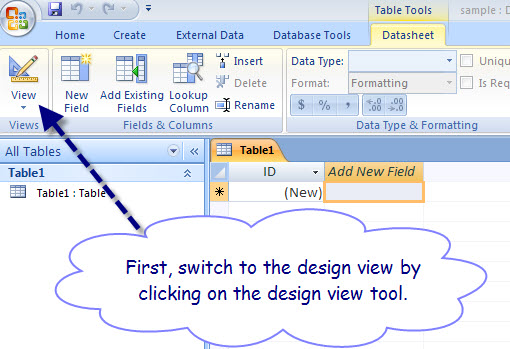 Table Tools
sample : D
Home
Create
External Data
Database Tools
Datasheet
View
New Field
Add Existing Fields
Lookup Column
Insert
Delete
Rename
Data Type:
Format:
Formatting
$ % ,
Uniqu
Is Req
Views
Fields & Columns
Data Type & Formatting
All Tables
Table1
Table1 : Table
Table1
ID
Add New Field
(New)
First, switch to the design view by
clicking on the design view tool.